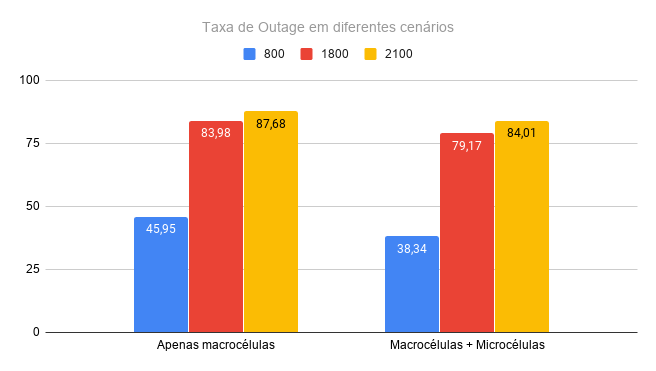 Taxa de Outage em diferentes cenários
800 1800 2100
100
75
50
25
0
45,95
83,98
87,68
38,34
79,17
84,01
Apenas macrocélulas
Macrocélulas + Microcélulas